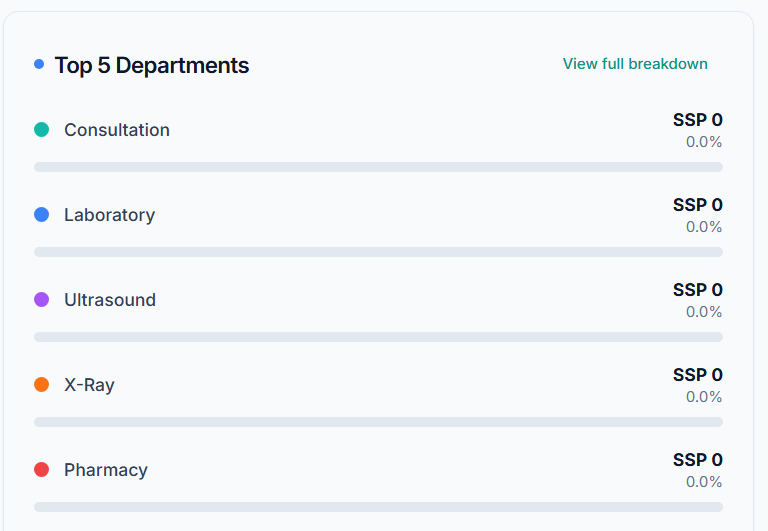 Top 5 Departments
View full breakdown
Consultation
SSP 0
0.0%
Laboratory
SSP 0
0.0%
Ultrasound
SSP 0
0.0%
X-Ray
SSP 0
0.0%
Pharmacy
SSP 0
0.0%